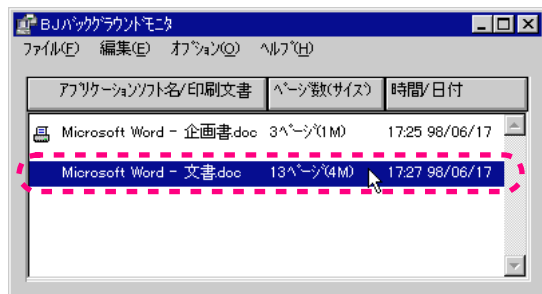 BJﾊﾞｯｸｸﾞﾗｳﾝﾄﾞﾓﾆﾀ
ﾌｧｲﾙ(F) 編集(E) ｵﾌﾟｼｮﾝ(O) ﾍﾙﾌﾟ(H)
ｱﾌﾟﾘｹｰｼｮﾝｿﾌﾄ名/印刷文書 ﾍﾟｰｼﾞ数(ｻｲｽﾞ) 時間/日付
Microsoft Word - 企画書.doc 3ﾍﾟｰｼﾞ(1M) 17:25 98/06/17
Microsoft Word - 文書.doc 13ﾍﾟｰｼﾞ(4M) 17:27 98/06/17